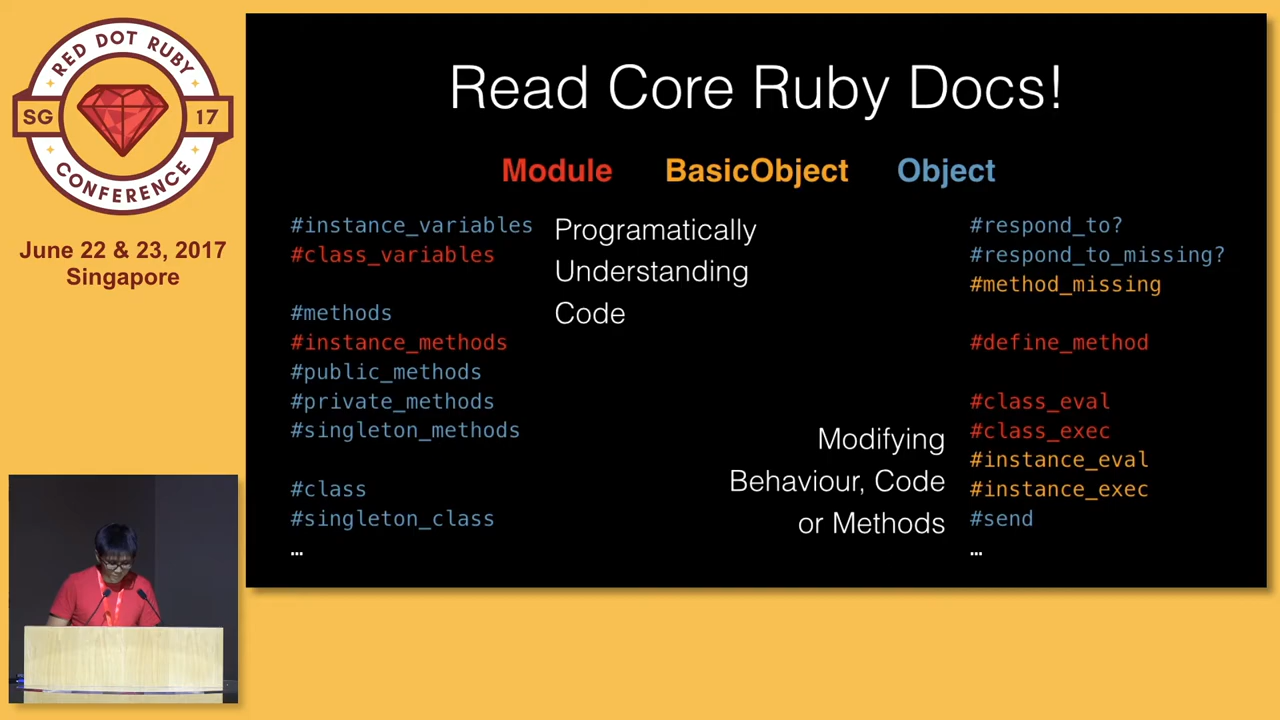 RED DOT RUBY
SG 17
CONFERENCE
June 22 & 23, 2017
Singapore
Read Core Ruby Docs!
Module BasicObject Object
#instance_variables
#class_variables
#methods
#instance_methods
#public_methods
#private_methods
#singleton_methods
#class
#singleton_class
…
Programatically
Understanding
Code
Modifying
Behaviour, Code
or Methods
#respond_to?
#respond_to_missing?
#method_missing
#define_method
#class_eval
#class_exec
#instance_eval
#instance_exec
#send
…